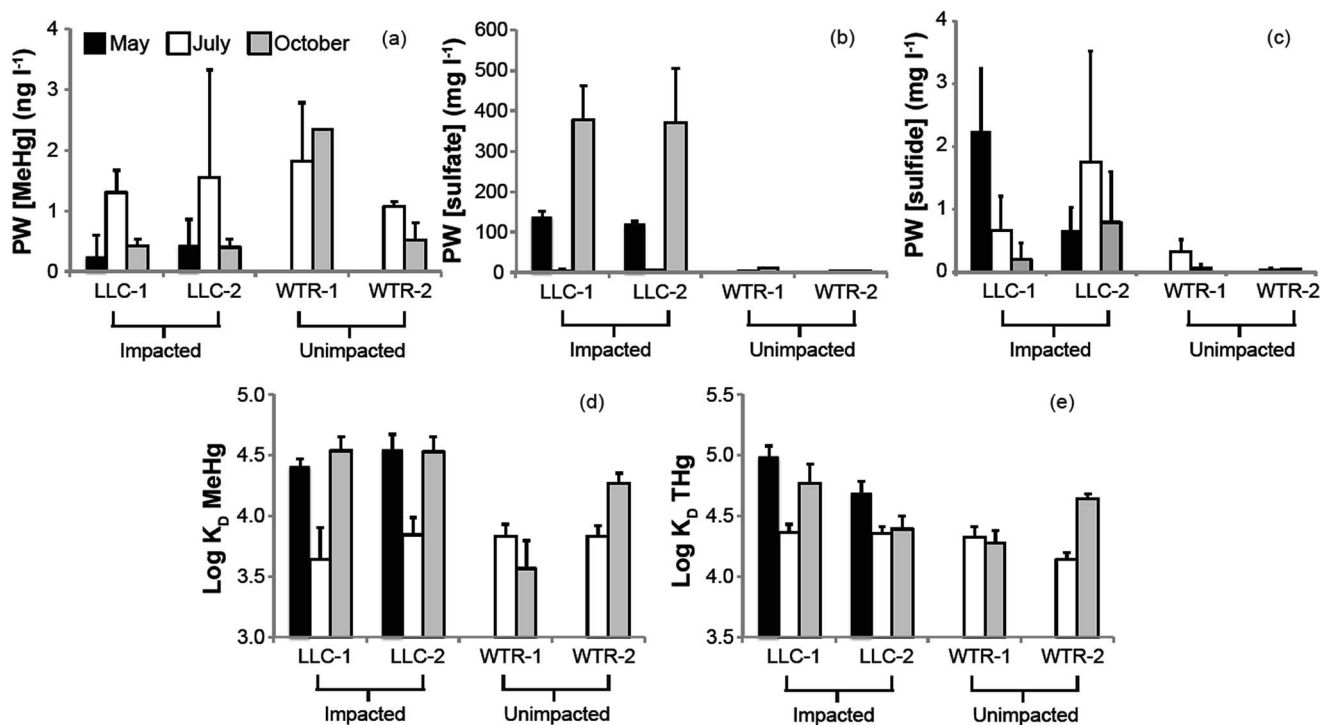 PW [MeHg] (ng l⁻¹)
4
3
2
1
0
May July October
(a)
LLC-1 LLC-2 WTR-1 WTR-2
Impacted Unimpacted
PW [sulfate] (mg l⁻¹)
600
500
400
300
200
100
0
(b)
LLC-1 LLC-2 WTR-1 WTR-2
Impacted Unimpacted
PW [sulfide] (mg l⁻¹)
4
3
2
1
0
(c)
LLC-1 LLC-2 WTR-1 WTR-2
Impacted Unimpacted
Log K_D MeHg
5.0
4.5
4.0
3.5
3.0
(d)
LLC-1 LLC-2 WTR-1 WTR-2
Impacted Unimpacted
Log K_D THg
5.5
5.0
4.5
4.0
3.5
(e)
LLC-1 LLC-2 WTR-1 WTR-2
Impacted Unimpacted